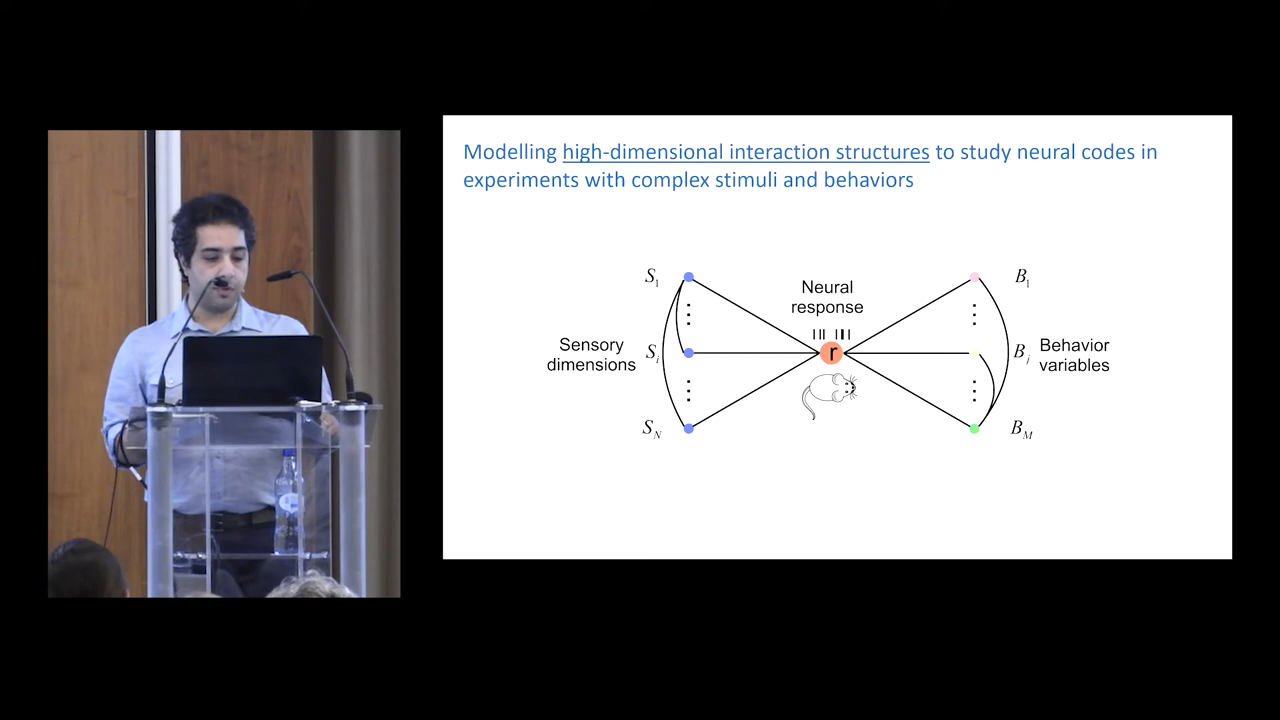 Modelling high-dimensional interaction structures to study neural codes in
experiments with complex stimuli and behaviors
Neural
response
r
Sensory
dimensions
S1
Si
SN
B1
Bj
BM
Behavior
variables